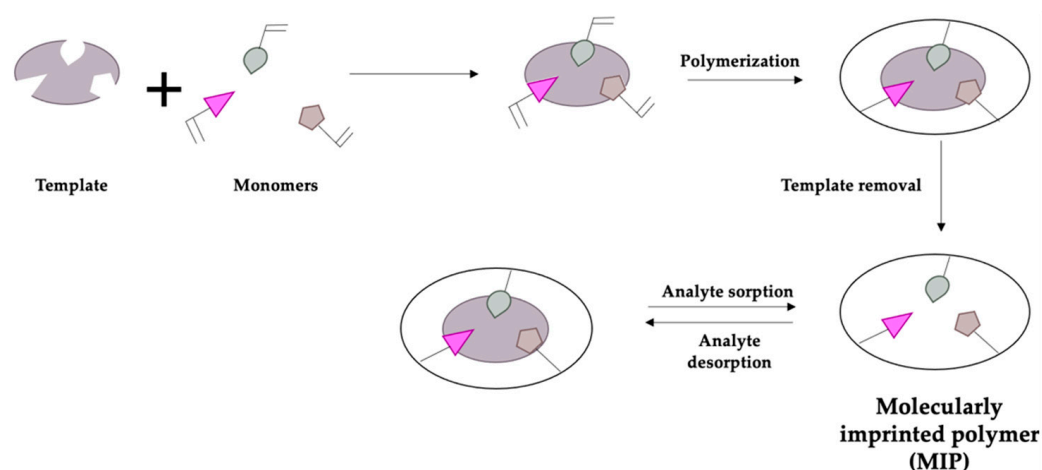 Polymerization
Template
Monomers
Template removal
Analyte sorption
Analyte
desorption
Molecularly
imprinted polymer
(MIP)